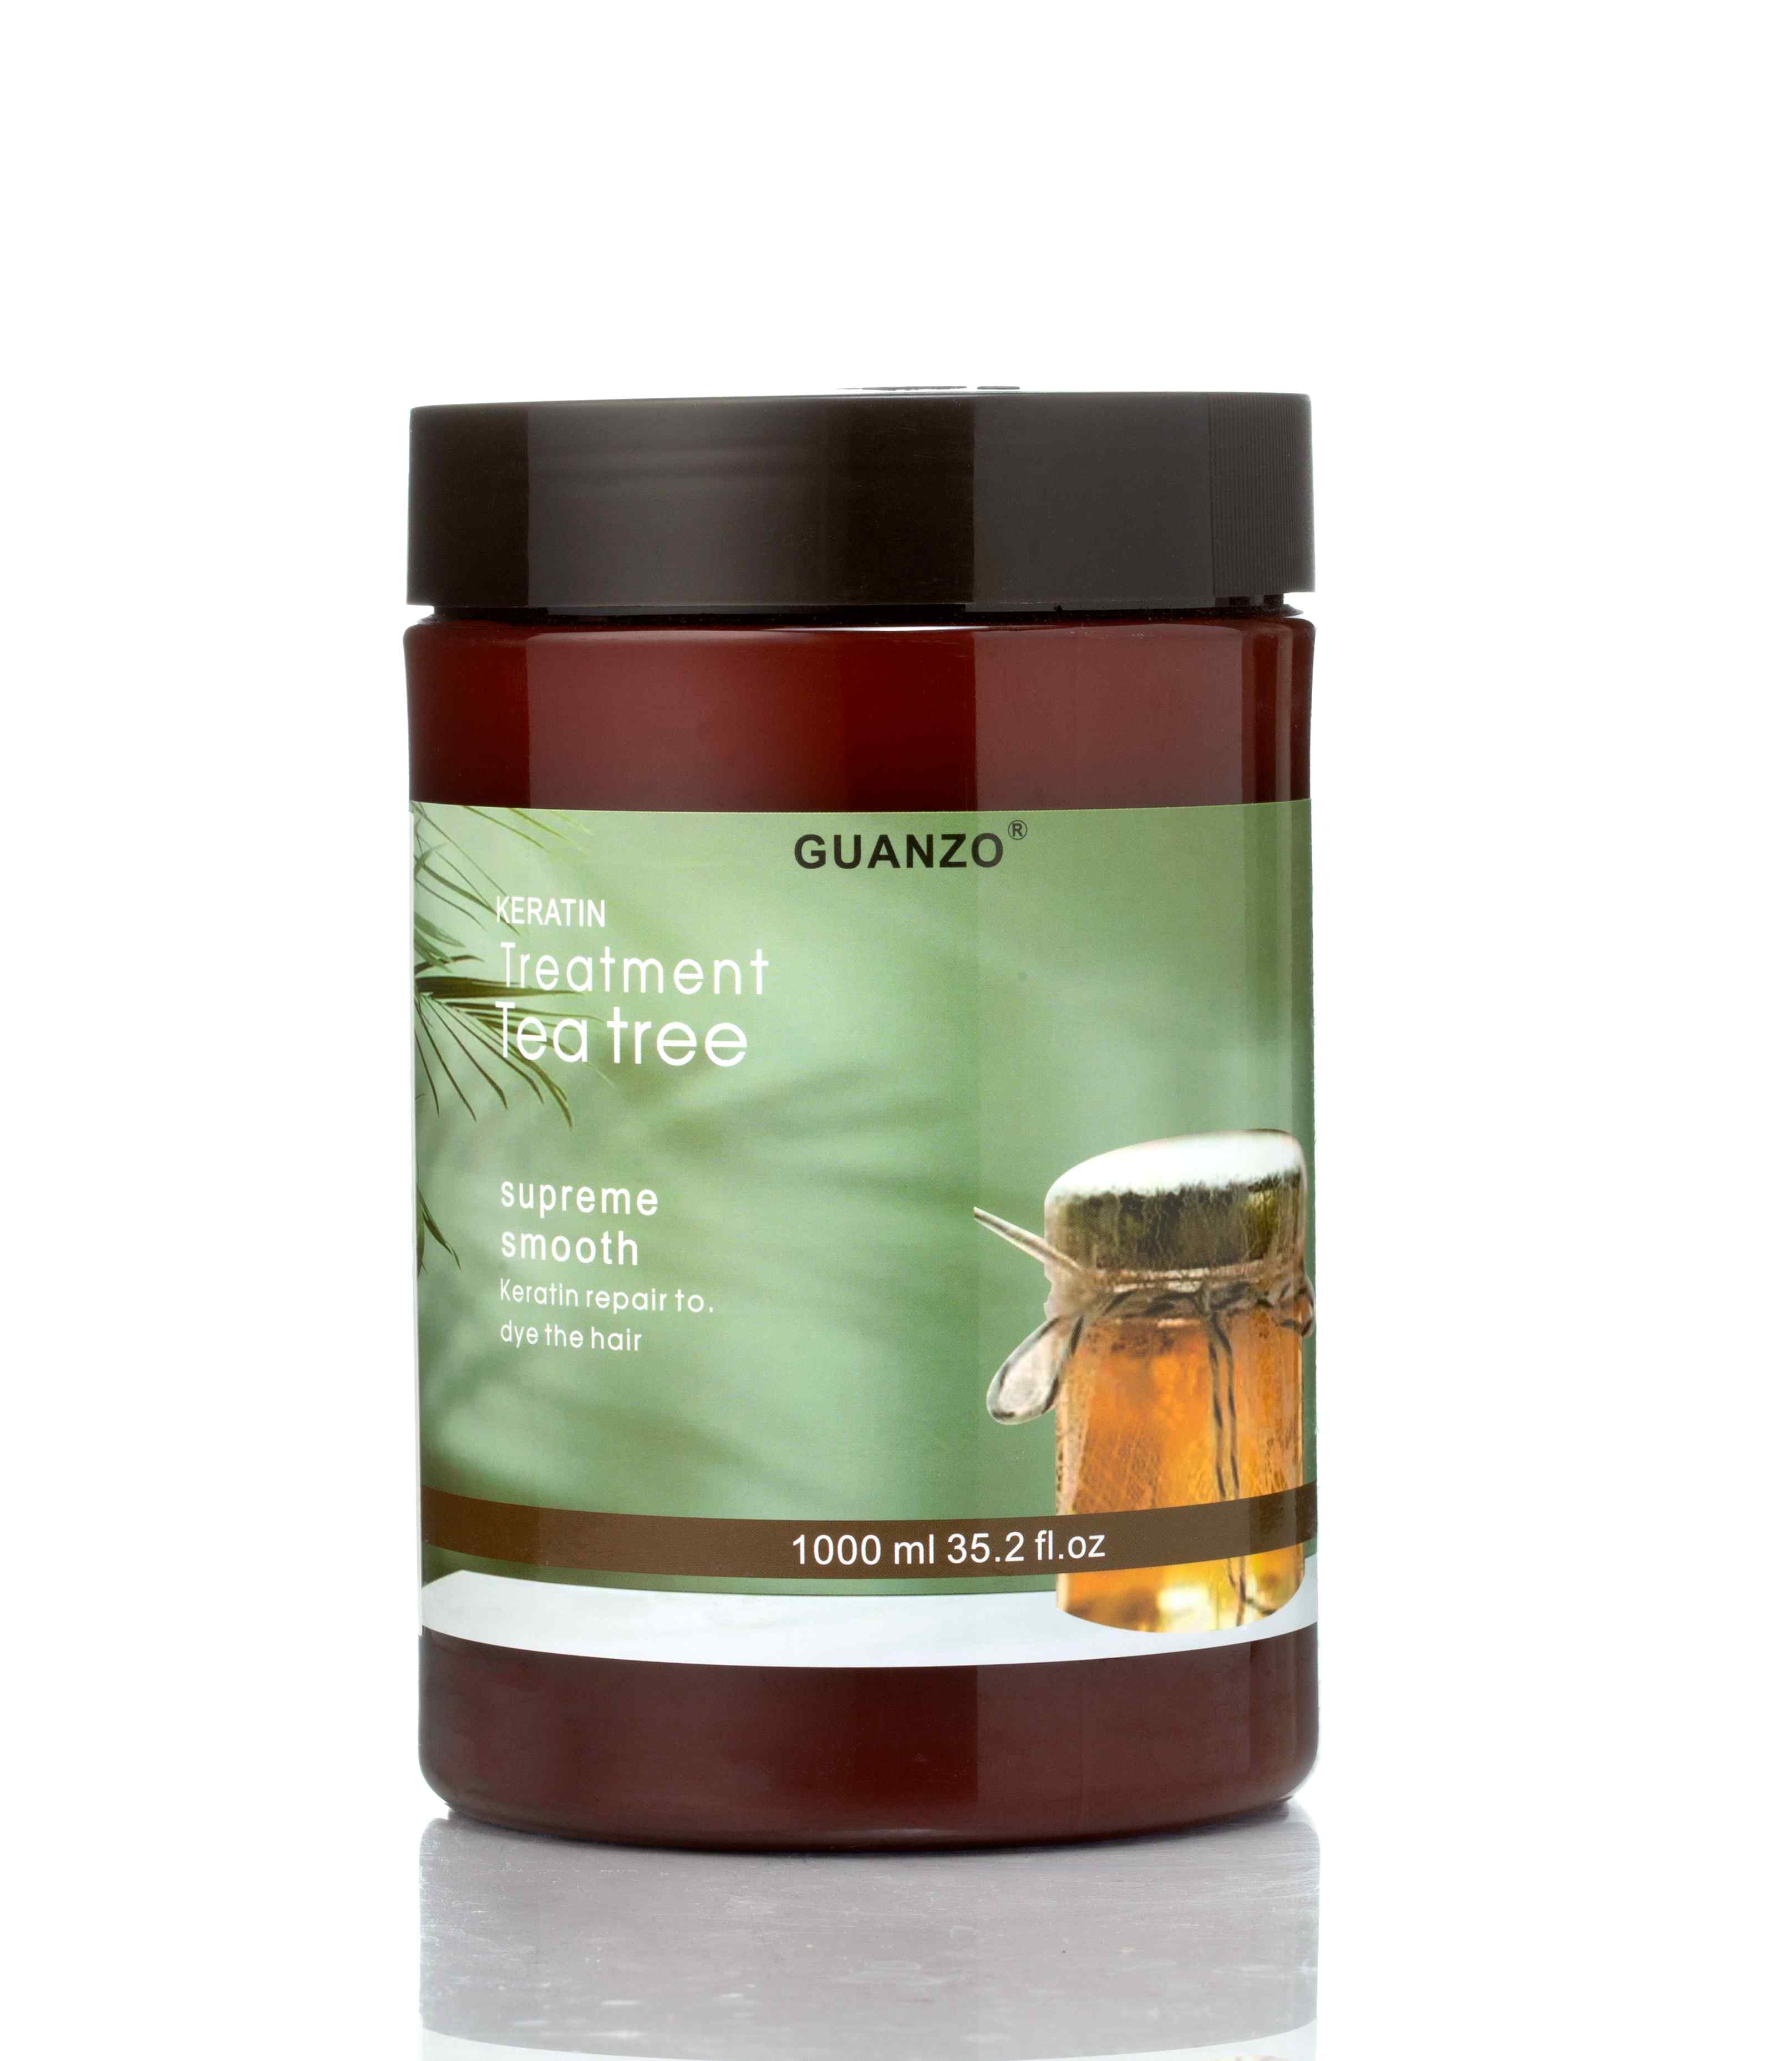 GUANZO®
KERATIN
Treatment
Tea tree
supreme
smooth
Keratin repair to.
dye the hair
1000 ml 35.2 fl.oz